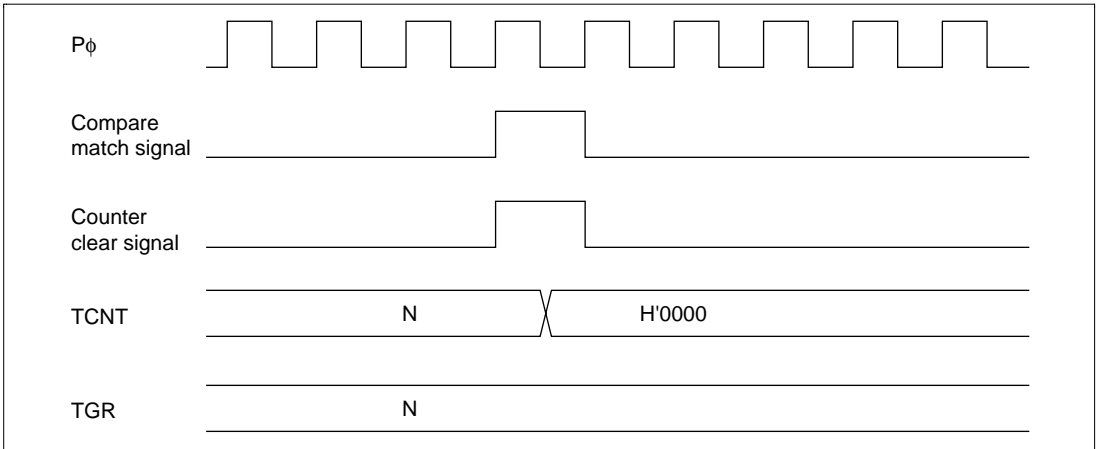 Pϕ
Compare
match signal
Counter
clear signal
TCNT
N
H'0000
TGR
N